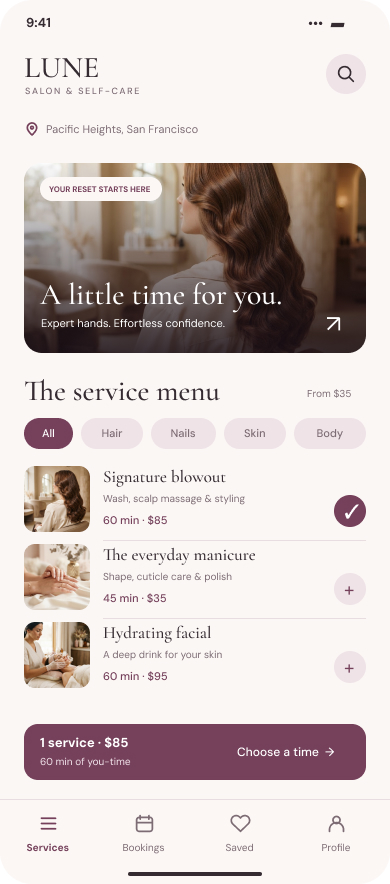 9:41
LUNE
SALON & SELF-CARE
Pacific Heights, San Francisco
YOUR RESET STARTS HERE
A little time for you.
Expert hands. Effortless confidence.
The service menu
From $35
All Hair Nails Skin Body
Signature blowout
Wash, scalp massage & styling
60 min · $85
The everyday manicure
Shape, cuticle care & polish
45 min · $35
Hydrating facial
A deep drink for your skin
60 min · $95
1 service · $85
60 min of you-time
Choose a time →
Services Bookings Saved Profile